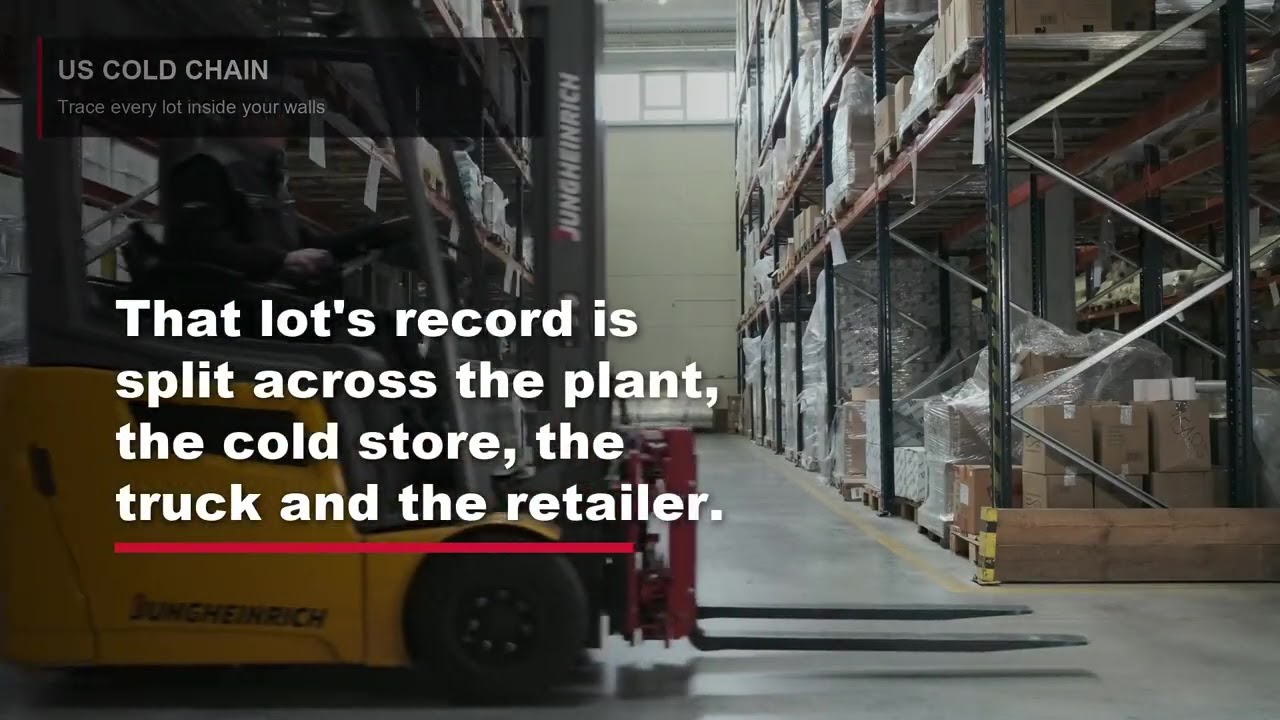 US COLD CHAIN
Trace every lot inside your walls
JUNGHEINRICH
That lot's record is
split across the plant,
the cold store, the
truck and the retailer.
JUNGHEINRICH